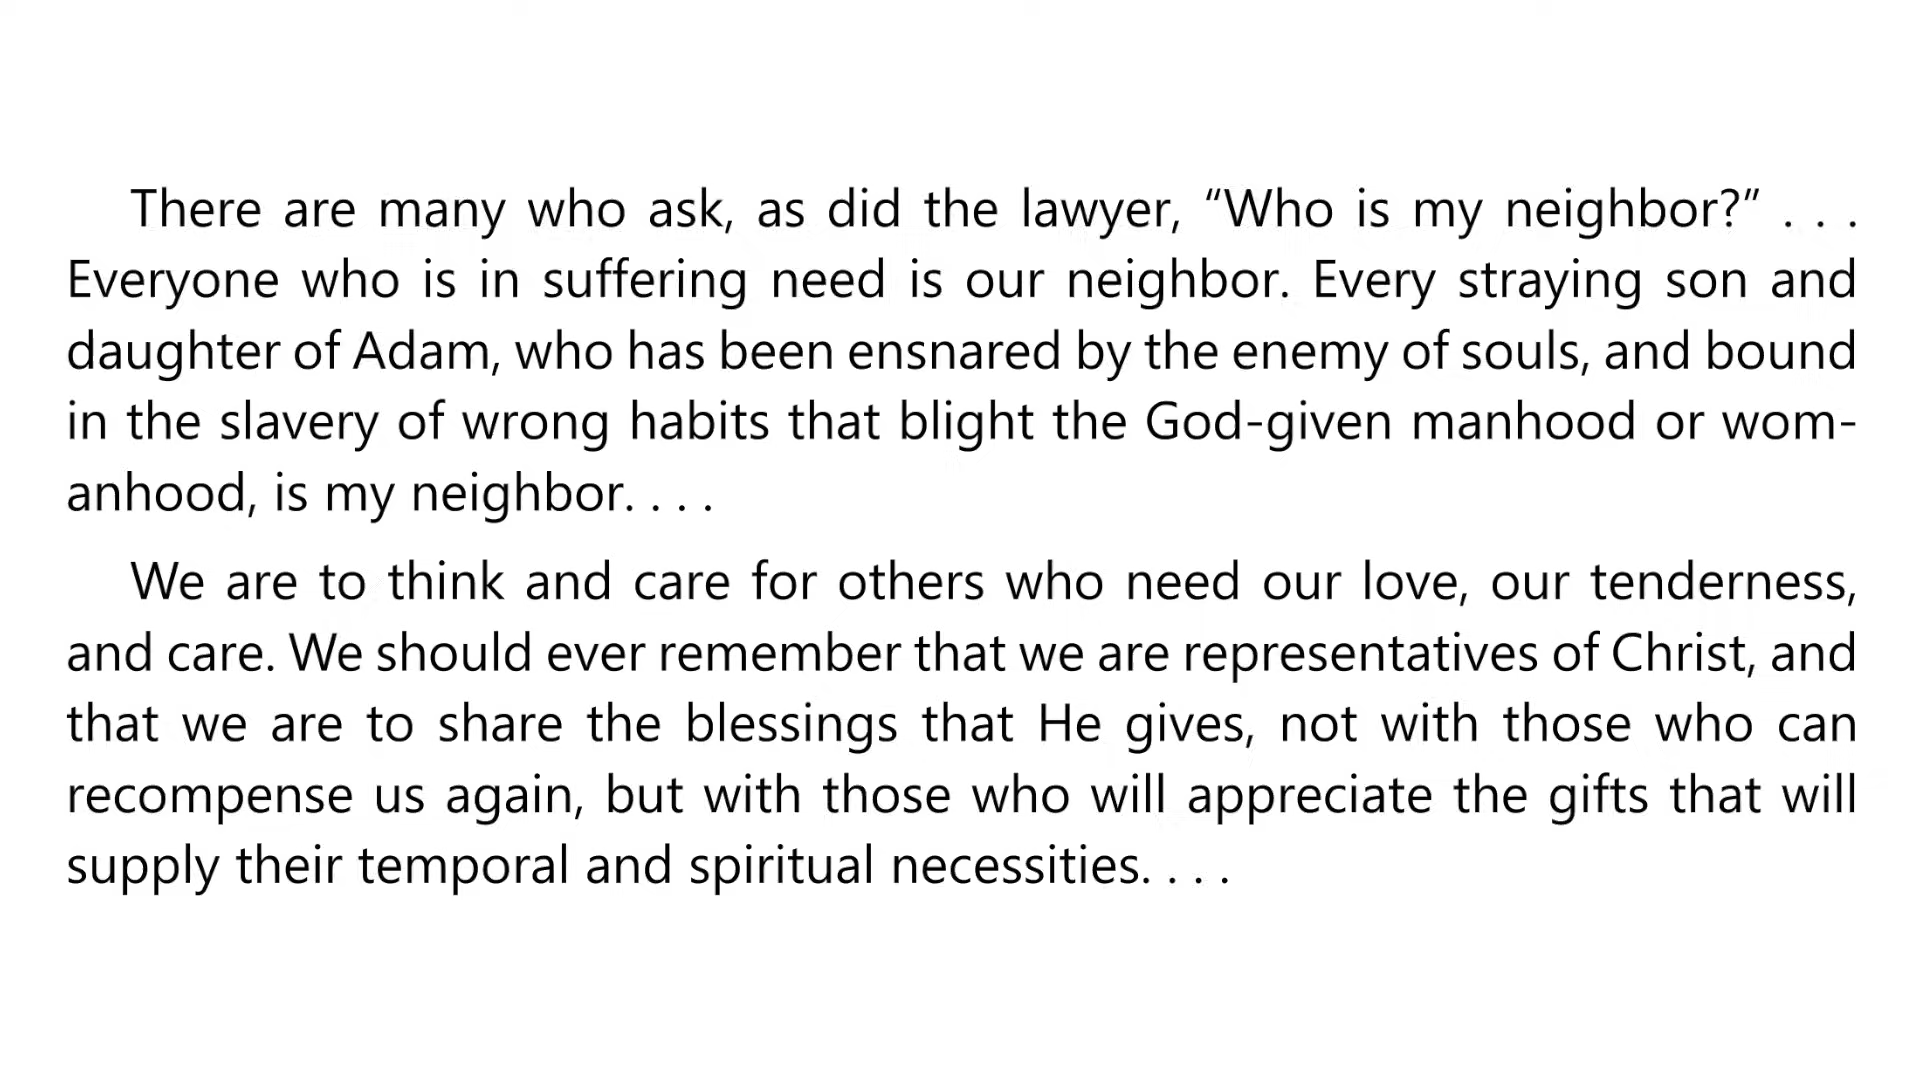 There are many who ask, as did the lawyer, “Who is my neighbor?” . . .
Everyone who is in suffering need is our neighbor. Every straying son and
daughter of Adam, who has been ensnared by the enemy of souls, and bound
in the slavery of wrong habits that blight the God-given manhood or wom-
anhood, is my neighbor. . . .
We are to think and care for others who need our love, our tenderness,
and care. We should ever remember that we are representatives of Christ, and
that we are to share the blessings that He gives, not with those who can
recompense us again, but with those who will appreciate the gifts that will
supply their temporal and spiritual necessities. . . .